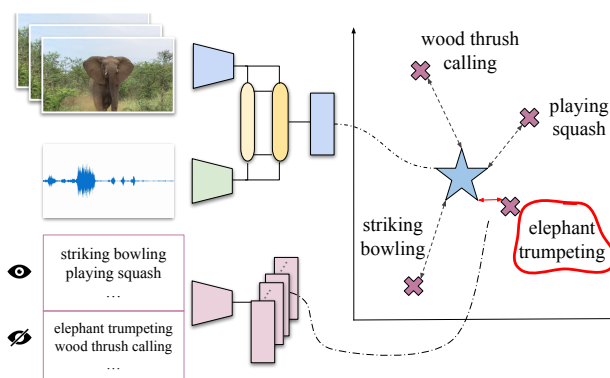 wood thrush
calling
playing
squash
elephant
trumpeting
striking
bowling
striking bowling
playing squash
...
elephant trumpeting
wood thrush calling
...